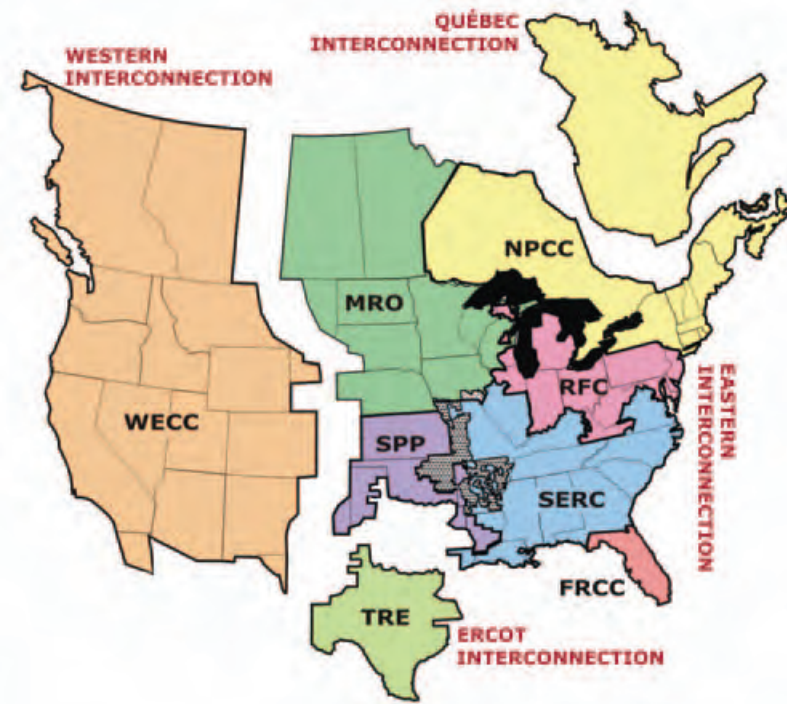 QUÉBEC
INTERCONNECTION
WESTERN
INTERCONNECTION
NPCC
MRO
RFC
WECC
SPP
SERC
EASTERN
INTERCONNECTION
FRCC
TRE
ERCOT
INTERCONNECTION